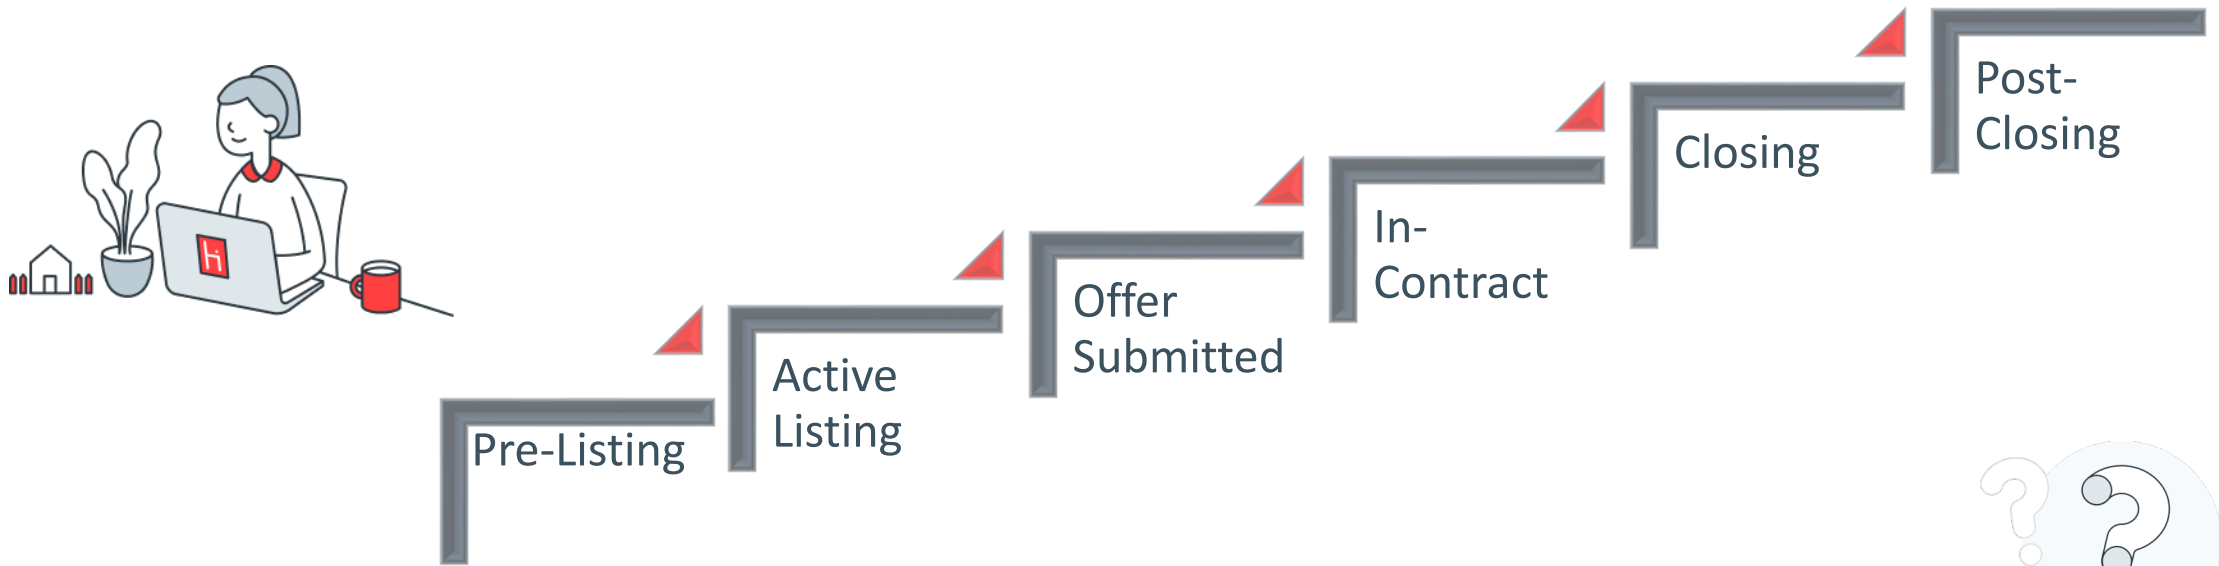 Pre-Listing
Active
Listing
Offer
Submitted
In-
Contract
Closing
Post-
Closing